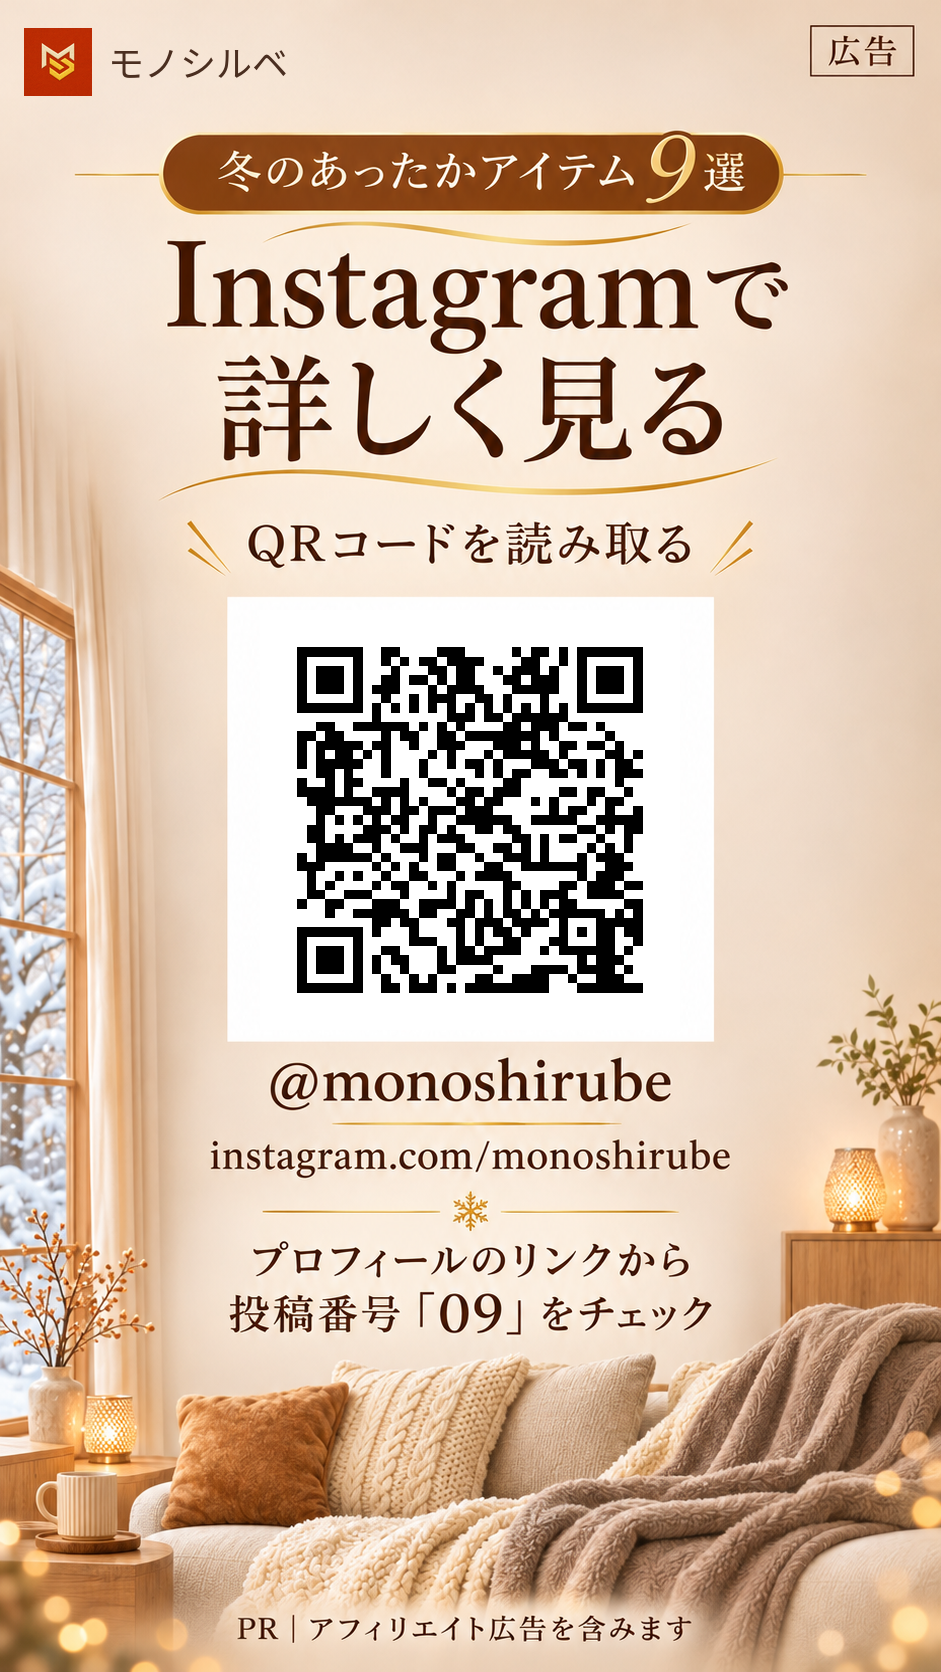 モノシルベ
広告
冬のあったかアイテム9選
Instagramで
詳しく見る
QRコードを読み取る
@monoshirube
instagram.com/monoshirube
プロフィールのリンクから
投稿番号「09」をチェック
PR｜アフィリエイト広告を含みます